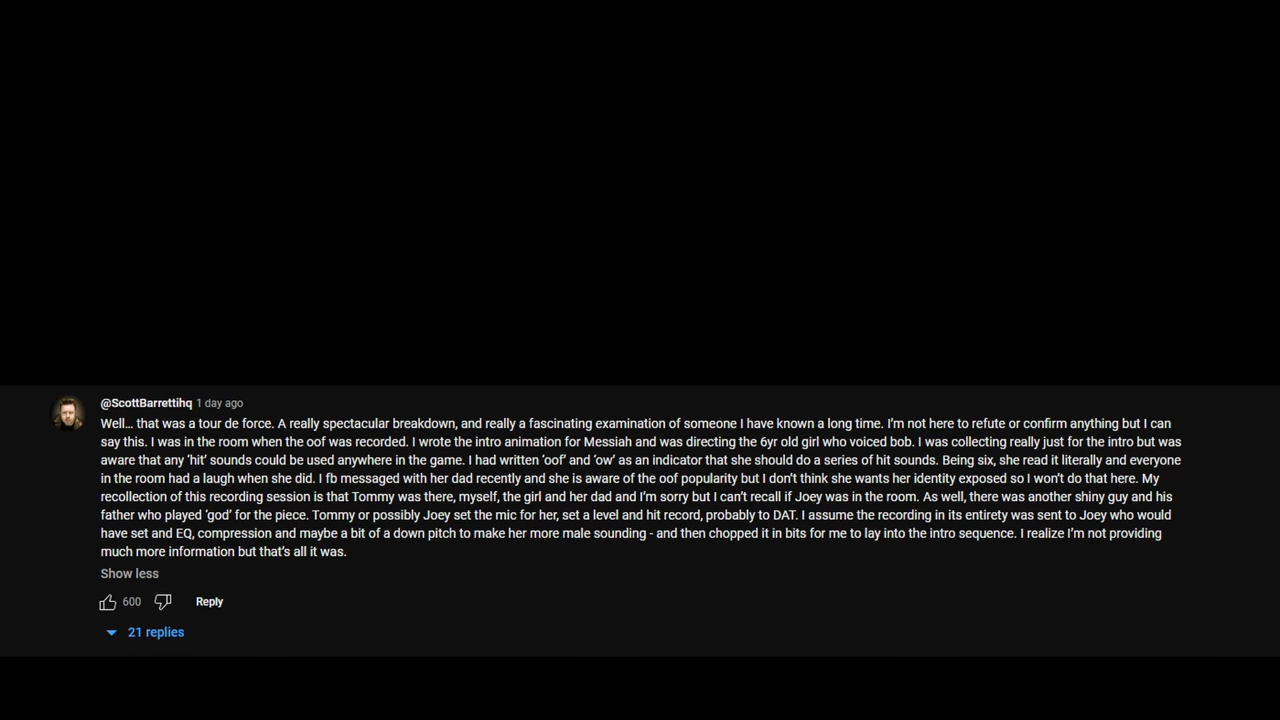 @ScottBarrettihq 1 day ago
Well... that was a tour de force. A really spectacular breakdown, and really a fascinating examination of someone I have known a long time. I'm not here to refute or confirm anything but I can
say this. I was in the room when the oof was recorded. I wrote the intro animation for Messiah and was directing the 6yr old girl who voiced bob. I was collecting really just for the intro but was
aware that any 'hit' sounds could be used anywhere in the game. I had written 'oof' and 'ow' as an indicator that she should do a series of hit sounds. Being six, she read it literally and everyone
in the room had a laugh when she did. I fb messaged with her dad recently and she is aware of the oof popularity but I don't think she wants her identity exposed so I won't do that here. My
recollection of this recording session is that Tommy was there, myself, the girl and her dad and I'm sorry but I can't recall if Joey was in the room. As well, there was another shiny guy and his
father who played 'god' for the piece. Tommy or possibly Joey set the mic for her, set a level and hit record, probably to DAT. I assume the recording in its entirety was sent to Joey who would
have set and EQ, compression and maybe a bit of a down pitch to make her more male sounding - and then chopped it in bits for me to lay into the intro sequence. I realize I'm not providing
much more information but that's all it was.
Show less
600 Reply
21 replies